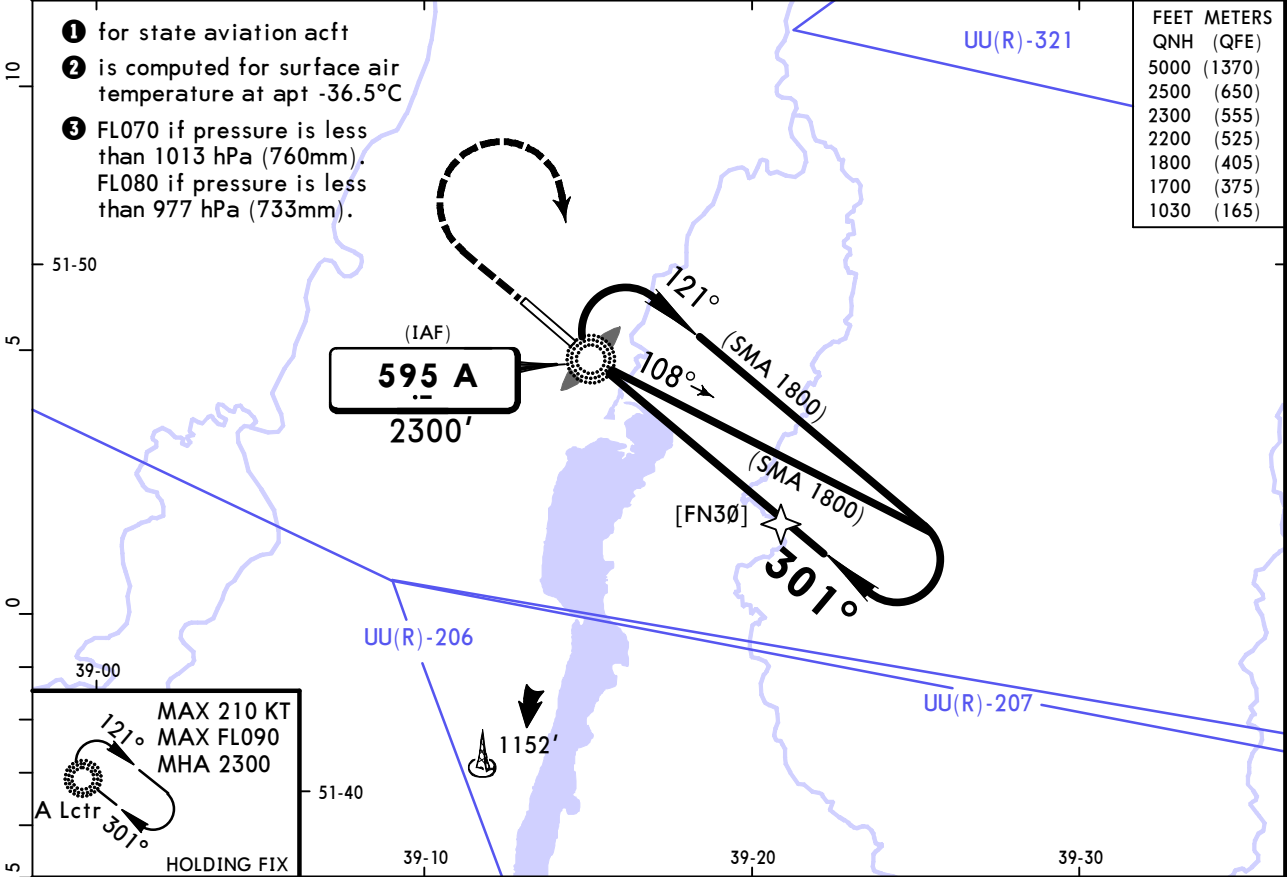 ❶ for state aviation acft
❷ is computed for surface air
temperature at apt -36.5°C
❸ FL070 if pressure is less
than 1013 hPa (760mm).
FL080 if pressure is less
than 977 hPa (733mm).
UU(R)-321
FEET METERS
QNH (QFE)
5000 (1370)
2500 (650)
2300 (555)
2200 (525)
1800 (405)
1700 (375)
1030 (165)
10
51-50
5
(IAF)
595 A
2300'
121°
(SMA 1800)
108°
(SMA 1800)
[FN3Ø]
301°
0
UU(R)-206
UU(R)-207
39-00
1152'
MAX 210 KT
MAX FL090
MHA 2300
121°
A Lctr
301°
HOLDING FIX
51-40
5
39-10
39-20
39-30